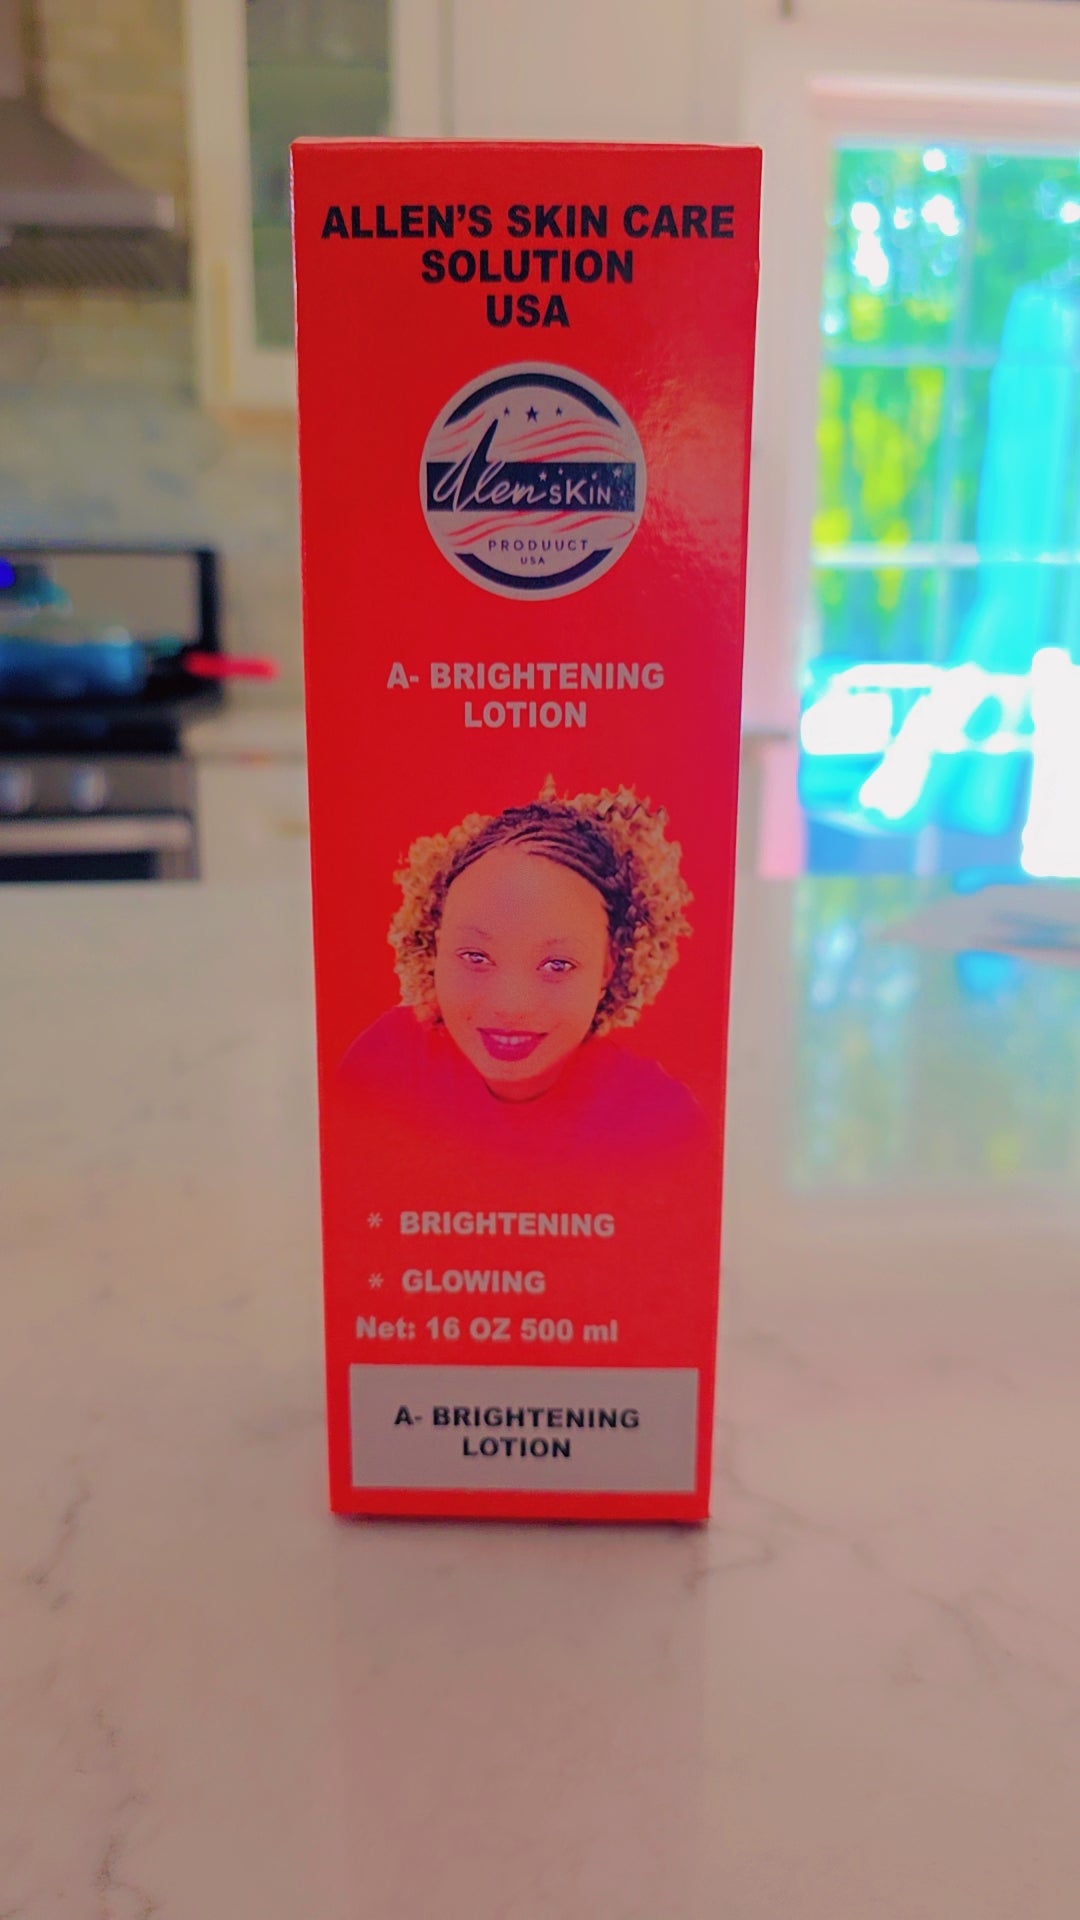 ALLEN'S SKIN CARE
SOLUTION
USA
Alen'sKIN
PRODUUCT
USA
A- BRIGHTENING
LOTION
* BRIGHTENING
* GLOWING
Net: 16 OZ 500 ml
A- BRIGHTENING
LOTION